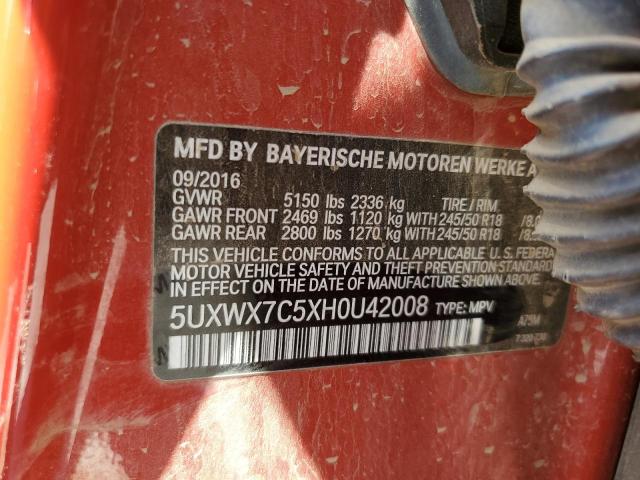 MFD BY BAYERISCHE MOTOREN WERKE A
09/2016
GVWR 5150 lbs 2336 kg TIRE / RIM.
GAWR FRONT 2469 lbs 1120 kg WITH 245/50 R18
GAWR REAR 2800 lbs 1270 kg WITH 245/50 R18
THIS VEHICLE CONFORMS TO ALL APPLICABLE U. S. FEDERA
MOTOR VEHICLE SAFETY AND THEFT PREVENTION STANDARDS
IN EFFECT ON THE DATE OF MANUFACTURE SHOWN ABOVE.
5UXWX7C5XH0U42008 TYPE: MPV